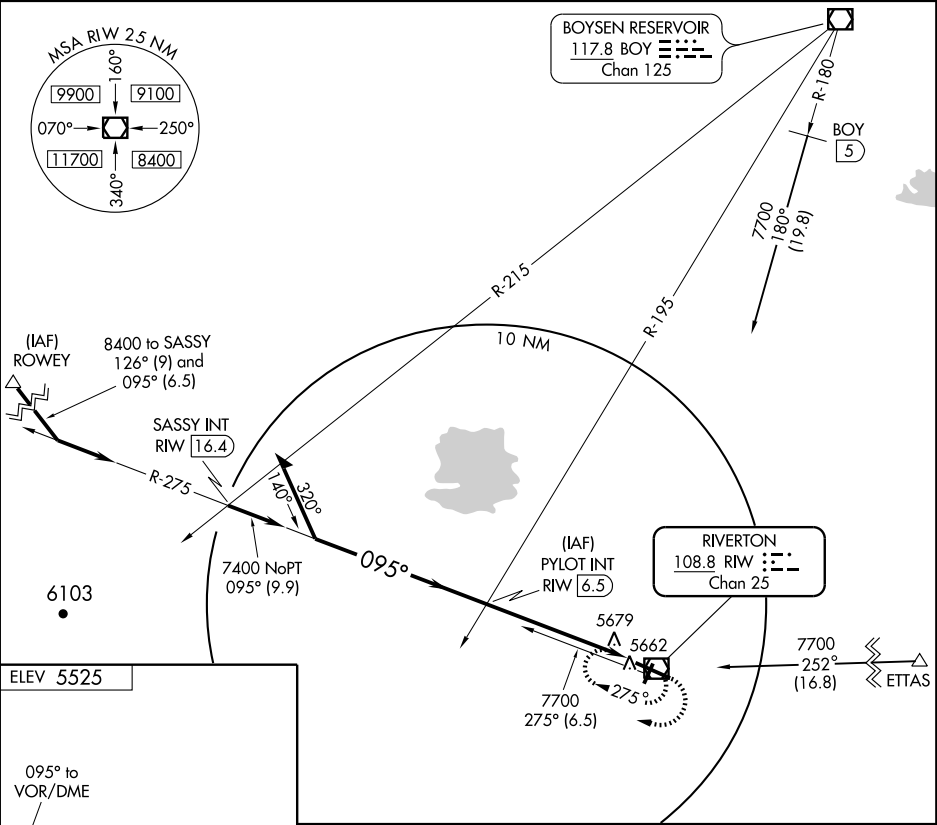 MSA RIW 25 NM
160°
9900
9100
070°
250°
11700
8400
340°
BOYSEN RESERVOIR
117.8 BOY
Chan 125
R-180
BOY
5
7700
180°
(19.8)
R-215
R-195
10 NM
(IAF)
ROWEY
8400 to SASSY
126° (9) and
095° (6.5)
SASSY INT
RIW 16.4
R-275
320°
140°
7400 NoPT
095° (9.9)
095°
(IAF)
PYLOT INT
RIW 6.5
RIVERTON
108.8 RIW
Chan 25
6103
5679
5662
275°
7700
275° (6.5)
7700
252°
(16.8)
ETTAS
ELEV 5525
095° to
VOR/DME